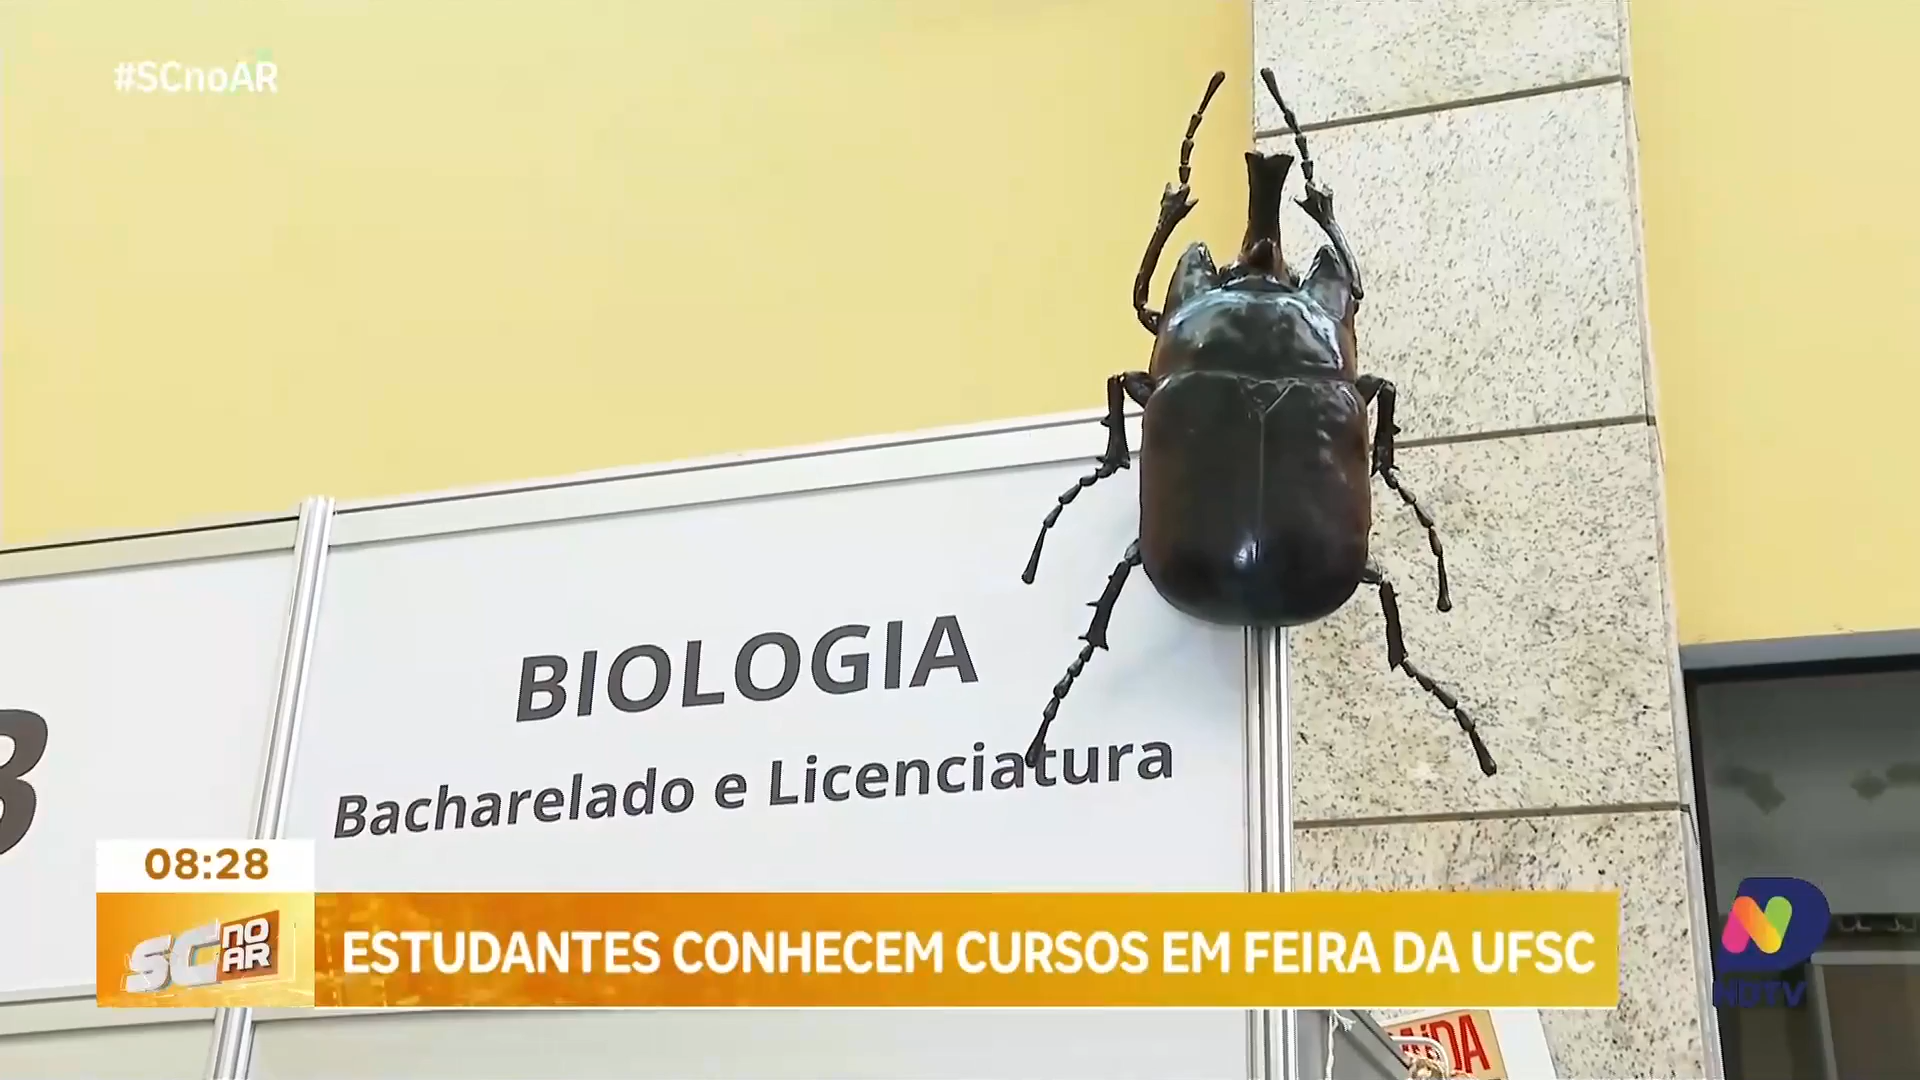 #SCnoAR
BIOLOGIA
Bacharelado e Licenciatura
08:28
SC NO AR
ESTUDANTES CONHECEM CURSOS EM FEIRA DA UFSC
NDTV